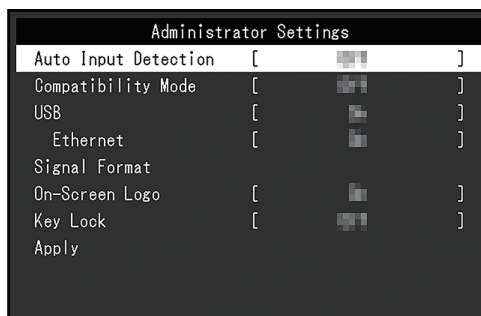 Administrator Settings
Auto Input Detection [ ]
Compatibility Mode [ ]
USB [ ]
Ethernet [ ]
Signal Format
On-Screen Logo [ ]
Key Lock [ ]
Apply